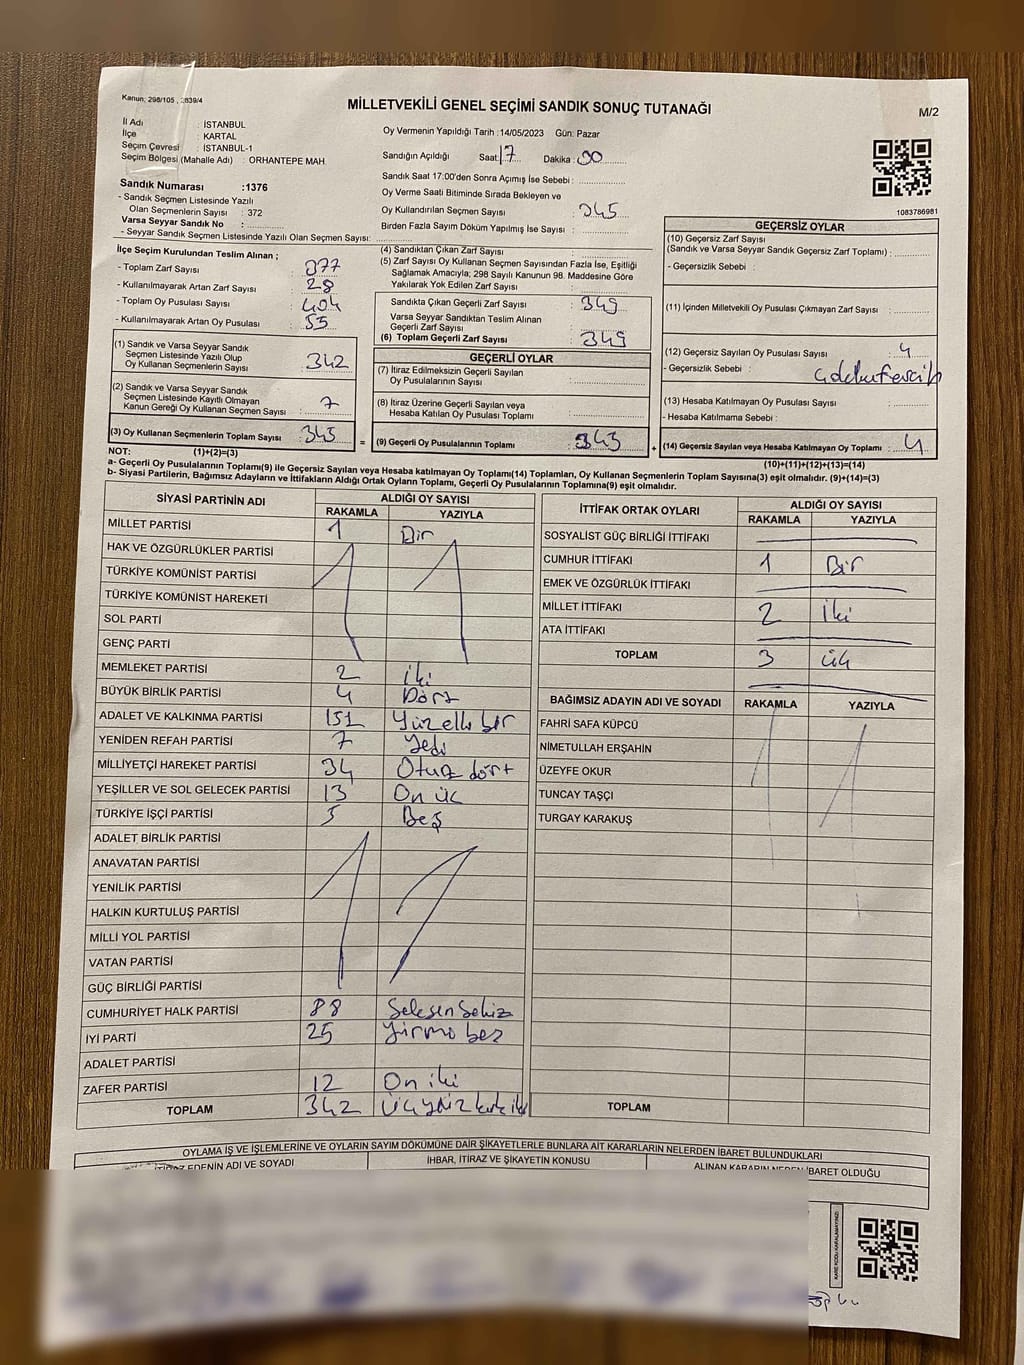 Kanun; 298/105 , 2839/4
MİLLETVEKİLİ GENEL SEÇİMİ SANDIK SONUÇ TUTANAĞI
M/2
İl Adı : İSTANBUL
İlçe : KARTAL
Seçim Çevresi : İSTANBUL-1
Seçim Bölgesi (Mahalle Adı) : ORHANTEPE MAH.
Sandık Numarası :1376
- Sandık Seçmen Listesinde Yazılı
Olan Seçmenlerin Sayısı : 372
Varsa Seyyar Sandık No :
- Seyyar Sandık Seçmen Listesinde Yazılı Olan Seçmen Sayısı:
Oy Vermenin Yapıldığı Tarih :14/05/2023 Gün: Pazar
Sandığın Açıldığı Saat: 17 Dakika : 00
Sandık Saat 17:00'den Sonra Açımış İse Sebebi :
Oy Verme Saati Bitiminde Sırada Bekleyen ve
Oy Kullandırılan Seçmen Sayısı : 345
Birden Fazla Sayım Döküm Yapılmış İse Sayısı :
1083786981
İlçe Seçim Kurulundan Teslim Alınan ;
- Toplam Zarf Sayısı : 377
- Kullanılmayarak Artan Zarf Sayısı : 28
- Toplam Oy Pusulası Sayısı : 404
- Kullanılmayarak Artan Oy Pusulası : 55
(1) Sandık ve Varsa Seyyar Sandık
Seçmen Listesinde Yazılı Olup
Oy Kullanan Seçmenlerin Sayısı : 342
(2) Sandık ve Varsa Seyyar Sandık
Seçmen Listesinde Kayıtlı Olmayan
Kanun Gereği Oy Kullanan Seçmen Sayısı : 7
(3) Oy Kullanan Seçmenlerin Toplam Sayısı : 345
(4) Sandıktan Çıkan Zarf Sayısı :
(5) Zarf Sayısı Oy Kullanan Seçmen Sayısından Fazla İse, Eşitliği
Sağlamak Amacıyla; 298 Sayılı Kanunun 98. Maddesine Göre
Yakılarak Yok Edilen Zarf Sayısı :
Sandıkta Çıkan Geçerli Zarf Sayısı : 349
Varsa Seyyar Sandıktan Teslim Alınan
Geçerli Zarf Sayısı :
(6) Toplam Geçerli Zarf Sayısı : 349
GEÇERLİ OYLAR
(7) İtiraz Edilmeksizin Geçerli Sayılan
Oy Pusulalarının Sayısı :
(8) İtiraz Üzerine Geçerli Sayılan veya
Hesaba Katılan Oy Pusulası Toplamı :
= (9) Geçerli Oy Pusulalarının Toplamı : 343 +
GEÇERSİZ OYLAR
(10) Geçersiz Zarf Sayısı
(Sandık ve Varsa Seyyar Sandık Geçersiz Zarf Toplamı) :
- Geçersizlik Sebebi :
(11) İçinden Milletvekili Oy Pusulası Çıkmayan Zarf Sayısı :
(12) Geçersiz Sayılan Oy Pusulası Sayısı : 4
- Geçersizlik Sebebi :
(13) Hesaba Katılmayan Oy Pusulası Sayısı :
- Hesaba Katılmama Sebebi :
(14) Geçersiz Sayılan veya Hesaba Katılmayan Oy Toplamı : 4
NOT: (1)+(2)=(3)
(10)+(11)+(12)+(13)=(14)
a- Geçerli Oy Pusulalarının Toplamı(9) ile Geçersiz Sayılan veya Hesaba katılmayan Oy Toplamı(14) Toplamları, Oy Kullanan Seçmenlerin Toplam Sayısına(3) eşit olmalıdır. (9)+(14)=(3)
b- Siyasi Partilerin, Bağımsız Adayların ve İttifakların Aldığı Ortak Oyların Toplamı, Geçerli Oy Pusulalarının Toplamına(9) eşit olmalıdır.
SİYASİ PARTİNİN ADI
ALDIĞI OY SAYISI
RAKAMLA YAZIYLA
MİLLET PARTİSİ 1 Bir
HAK VE ÖZGÜRLÜKLER PARTİSİ
TÜRKİYE KOMÜNİST PARTİSİ
TÜRKİYE KOMÜNİST HAREKETİ
SOL PARTİ
GENÇ PARTİ
MEMLEKET PARTİSİ 2 iki
BÜYÜK BİRLİK PARTİSİ 4 Dört
ADALET VE KALKINMA PARTİSİ 151 Yüzelli bir
YENİDEN REFAH PARTİSİ 7 Yedi
MİLLİYETÇİ HAREKET PARTİSİ 34 Otuz dört
YEŞİLLER VE SOL GELECEK PARTİSİ 13 On üç
TÜRKİYE İŞÇİ PARTİSİ 5 Beş
ADALET BİRLİK PARTİSİ
ANAVATAN PARTİSİ
YENİLİK PARTİSİ
HALKIN KURTULUŞ PARTİSİ
MİLLİ YOL PARTİSİ
VATAN PARTİSİ
GÜÇ BİRLİĞİ PARTİSİ
CUMHURİYET HALK PARTİSİ 88 Seksen Sekiz
İYİ PARTİ 25 Yirmi beş
ADALET PARTİSİ
ZAFER PARTİSİ 12 On iki
TOPLAM 342 Üçyüz kırk iki
İTTİFAK ORTAK OYLARI
ALDIĞI OY SAYISI
RAKAMLA YAZIYLA
SOSYALİST GÜÇ BİRLİĞİ İTTİFAKI
CUMHUR İTTİFAKI 1 Bir
EMEK VE ÖZGÜRLÜK İTTİFAKI
MİLLET İTTİFAKI 2 İki
ATA İTTİFAKI
TOPLAM 3 üç
BAĞIMSIZ ADAYIN ADI VE SOYADI RAKAMLA YAZIYLA
FAHRİ SAFA KÜPCÜ
NİMETULLAH ERŞAHİN
ÜZEYFE OKUR
TUNCAY TAŞÇI
TURGAY KARAKUŞ
TOPLAM
OYLAMA İŞ VE İŞLEMLERİNE VE OYLARIN SAYIM DÖKÜMÜNE DAİR ŞİKAYETLERLE BUNLARA AİT KARARLARIN NELERDEN İBARET BULUNDUKLARI
İTİRAZ EDENİN ADI VE SOYADI İHBAR, İTİRAZ VE ŞİKAYETİN KONUSU ALINAN KARARIN NEDEN İBARET OLDUĞU